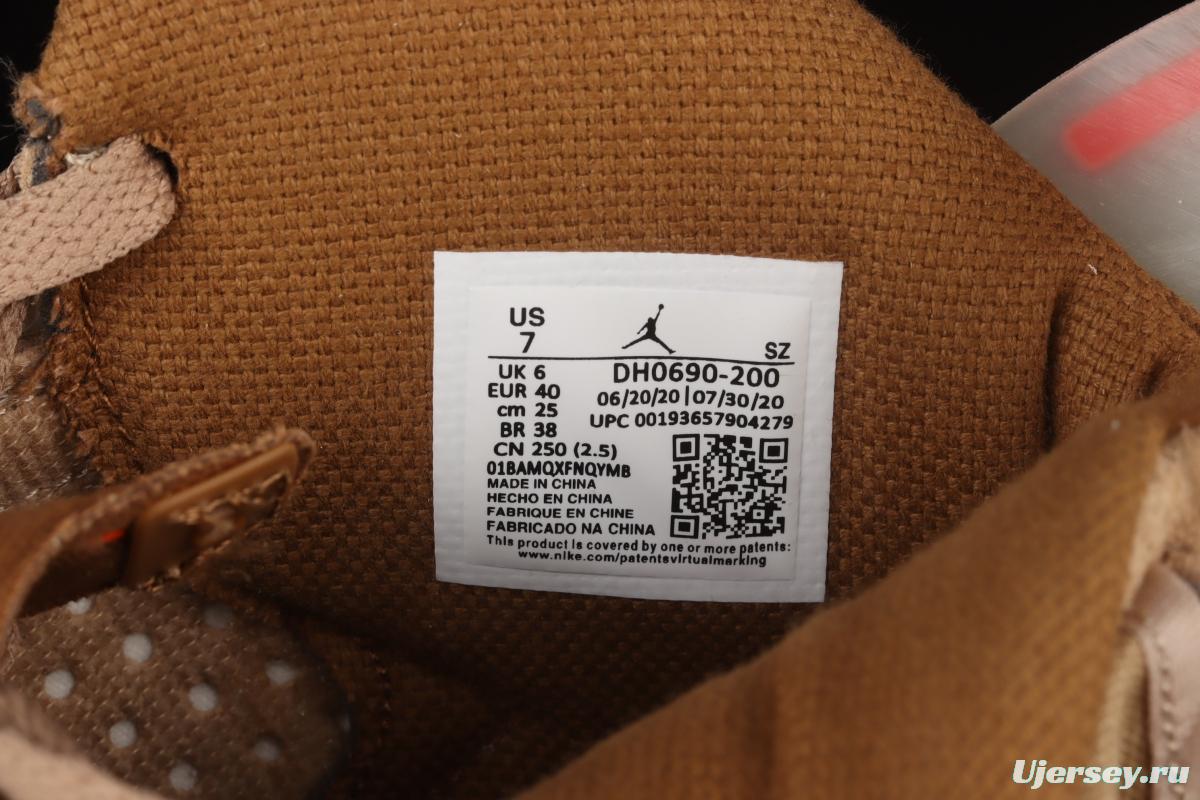 US
7
SZ
UK 6
EUR 40
cm 25
BR 38
CN 250 (2.5)
DH0690-200
06/20/20|07/30/20
UPC 00193657904279
01BAMQXFNQYMB
MADE IN CHINA
HECHO EN CHINA
FABRIQUE EN CHINE
FABRICADO NA CHINA
This product is covered by one or more patents:
www.nike.com/patentsvirtualmarking
Ujersey.ru